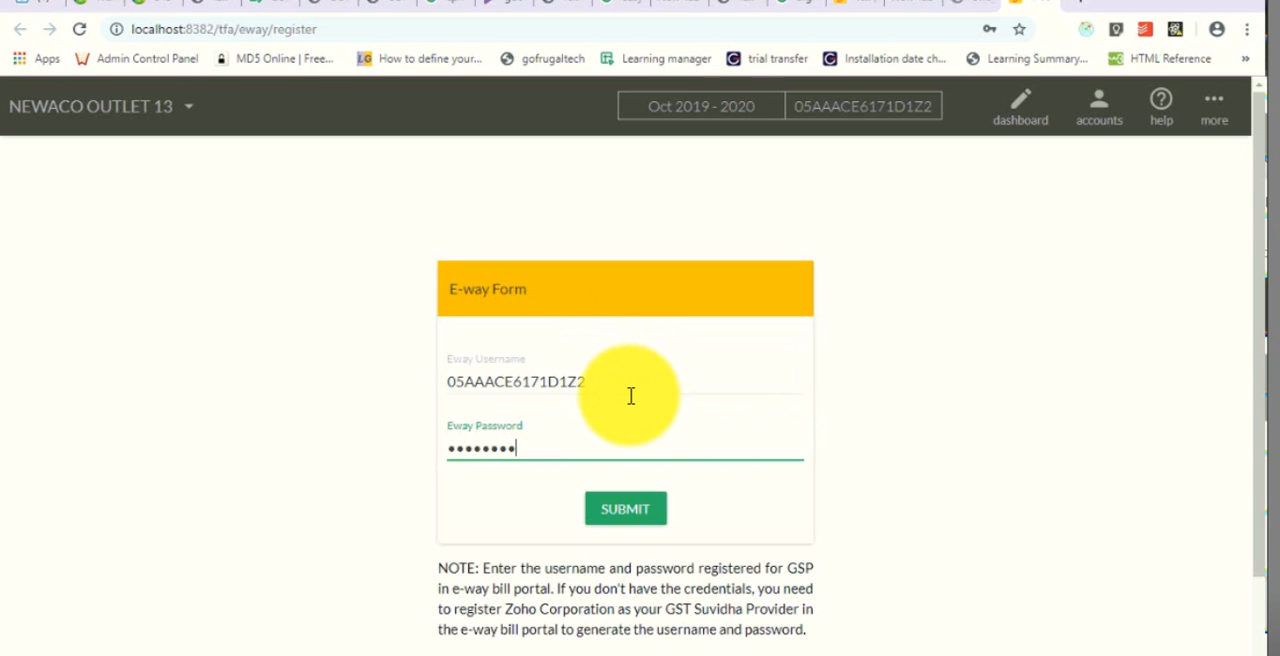 localhost:8382/tfa/eway/register
Apps Admin Control Panel MD5 Online | Free... LG How to define your... gofrugaltech Learning manager trial transfer Installation date ch... Learning Summary... HTML Reference »
NEWACO OUTLET 13 Oct 2019 - 2020 05AAACE6171D1Z2 dashboard accounts help more
E-way Form
Eway Username
05AAACE6171D1Z2
Eway Password
••••••••
SUBMIT
NOTE: Enter the username and password registered for GSP
in e-way bill portal. If you don't have the credentials, you need
to register Zoho Corporation as your GST Suvidha Provider in
the e-way bill portal to generate the username and password.